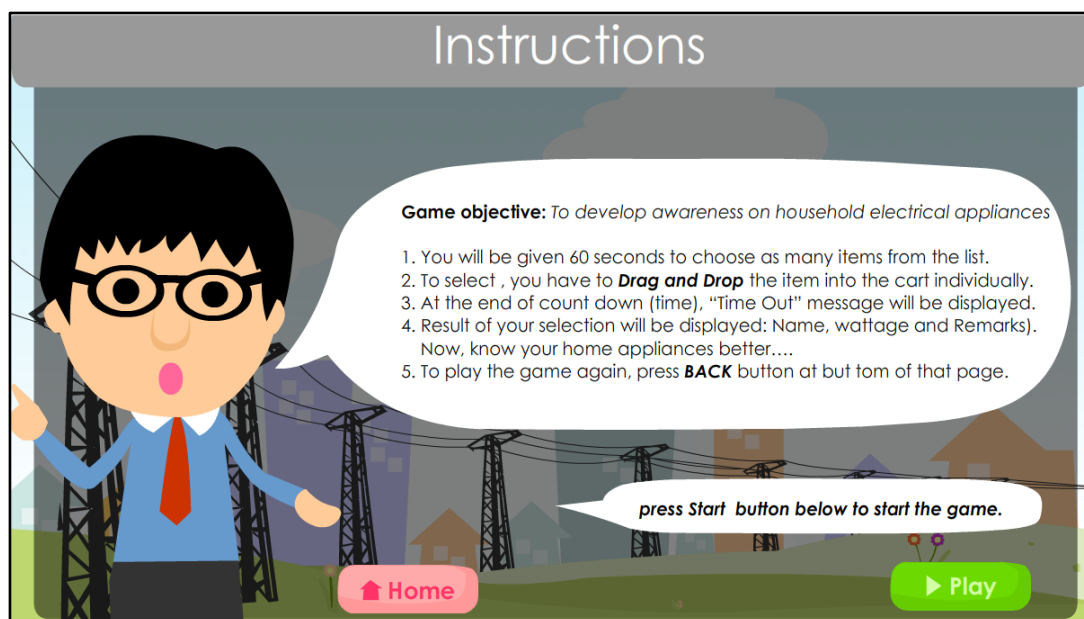 Instructions
Game objective: To develop awareness on household electrical appliances
1. You will be given 60 seconds to choose as many items from the list.
2. To select , you have to Drag and Drop the item into the cart individually.
3. At the end of count down (time), “Time Out” message will be displayed.
4. Result of your selection will be displayed: Name, wattage and Remarks).
Now, know your home appliances better....
5. To play the game again, press BACK button at but tom of that page.
press Start button below to start the game.
Home
Play